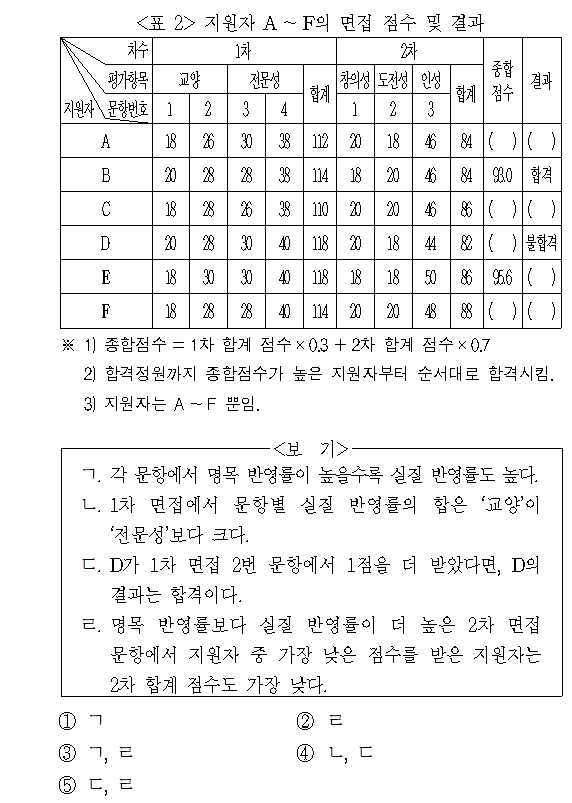 <표 2> 지원자 A ~ F의 면접 점수 및 결과
차수 1차 2차 종합점수 결과
평가항목 교양 전문성 합계 창의성 도전성 인성 합계
지원자 문항번호 1 2 3 4 1 2 3
A 18 26 30 38 112 20 18 46 84 ( ) ( )
B 20 28 28 38 114 18 20 46 84 93.0 합격
C 18 28 26 38 110 20 20 46 86 ( ) ( )
D 20 28 30 40 118 20 18 44 82 ( ) 불합격
E 18 30 30 40 118 18 18 50 86 95.6 ( )
F 18 28 28 40 114 20 20 48 88 ( ) ( )
※ 1) 종합점수 = 1차 합계 점수×0.3 + 2차 합계 점수×0.7
2) 합격정원까지 종합점수가 높은 지원자부터 순서대로 합격시킴.
3) 지원자는 A ~ F 뿐임.
<보 기>
ㄱ. 각 문항에서 명목 반영률이 높을수록 실질 반영률도 높다.
ㄴ. 1차 면접에서 문항별 실질 반영률의 합은 ‘교양’이
‘전문성’보다 크다.
ㄷ. D가 1차 면접 2번 문항에서 1점을 더 받았다면, D의
결과는 합격이다.
ㄹ. 명목 반영률보다 실질 반영률이 더 높은 2차 면접
문항에서 지원자 중 가장 낮은 점수를 받은 지원자는
2차 합계 점수도 가장 낮다.
① ㄱ ② ㄹ
③ ㄱ, ㄹ ④ ㄴ, ㄷ
⑤ ㄷ, ㄹ